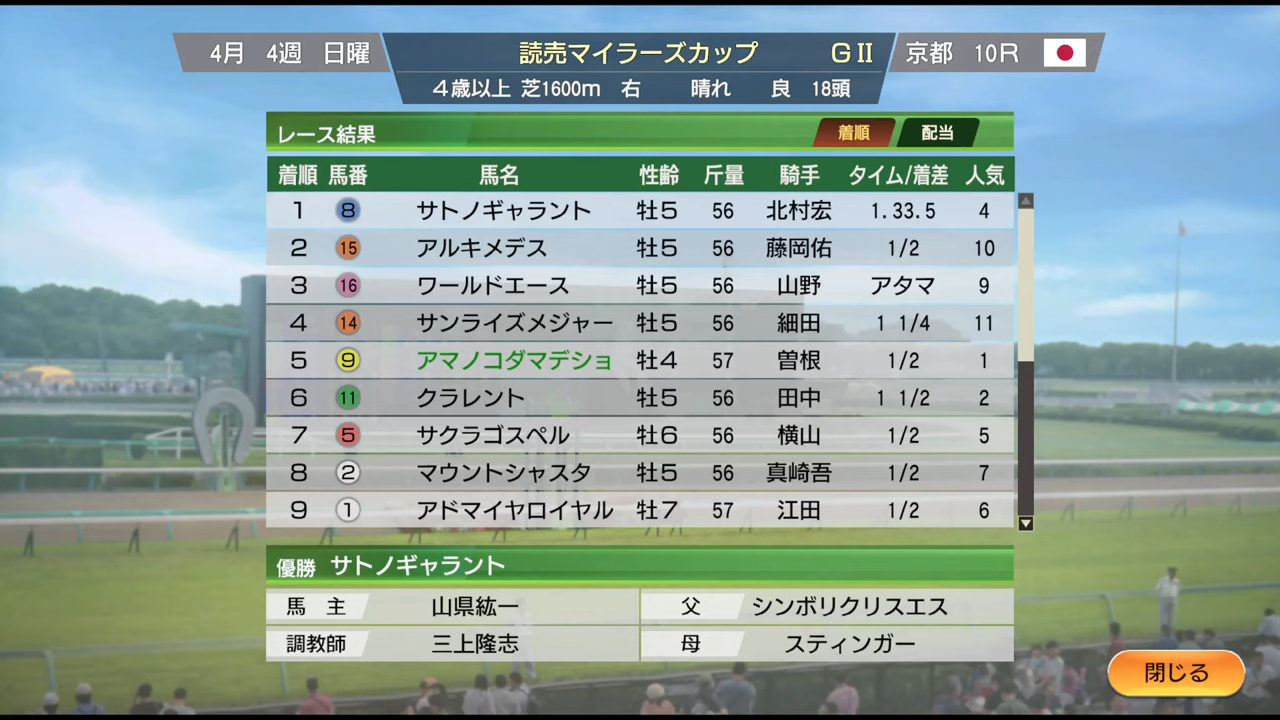 4月 4週 日曜 読売マイラーズカップ GⅡ 京都 10R
4歳以上 芝1600m 右 晴れ 良 18頭
レース結果 着順 配当
着順 馬番 馬名 性齢 斤量 騎手 タイム/着差 人気
1 8 サトノギャラント 牡5 56 北村宏 1.33.5 4
2 15 アルキメデス 牡5 56 藤岡佑 1/2 10
3 16 ワールドエース 牡5 56 山野 アタマ 9
4 14 サンライズメジャー 牡5 56 細田 1 1/4 11
5 9 アマノコダマデショ 牡4 57 曽根 1/2 1
6 11 クラレント 牡5 56 田中 1 1/2 2
7 5 サクラゴスペル 牡6 56 横山 1/2 5
8 2 マウントシャスタ 牡5 56 真崎吾 1/2 7
9 1 アドマイヤロイヤル 牡7 57 江田 1/2 6
優勝 サトノギャラント
馬主 山県紘一 父 シンボリクリスエス
調教師 三上隆志 母 スティンガー
閉じる